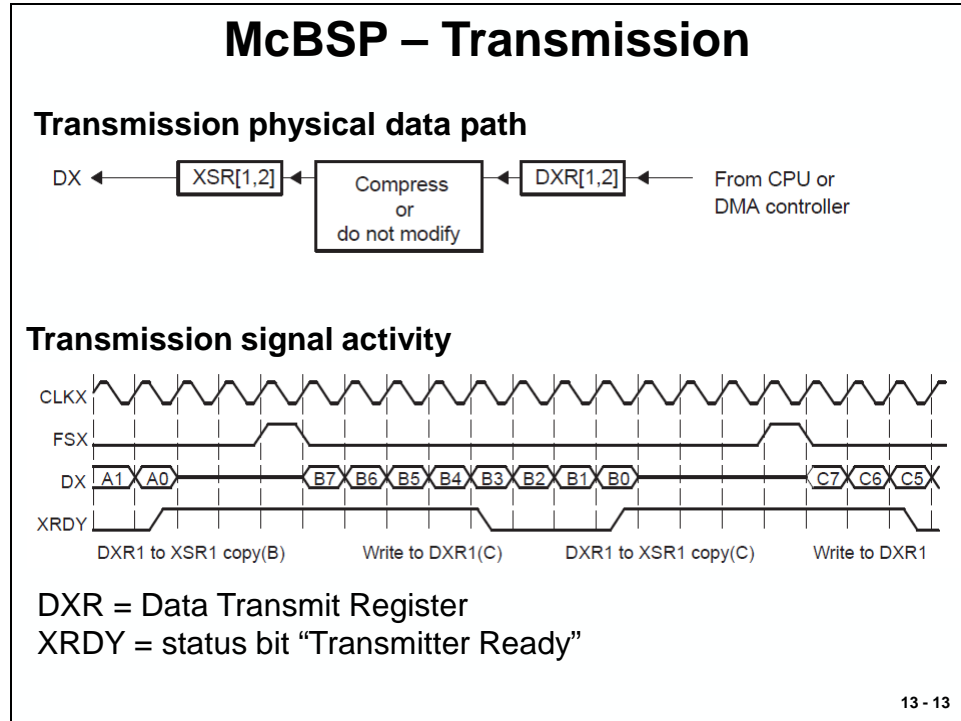 McBSP – Transmission
Transmission physical data path
DX XSR[1,2] Compress or do not modify DXR[1,2] From CPU or DMA controller
Transmission signal activity
CLKX
FSX
DX A1 A0 B7 B6 B5 B4 B3 B2 B1 B0 C7 C6 C5
XRDY
DXR1 to XSR1 copy(B) Write to DXR1(C) DXR1 to XSR1 copy(C) Write to DXR1
DXR = Data Transmit Register
XRDY = status bit “Transmitter Ready”
13 - 13